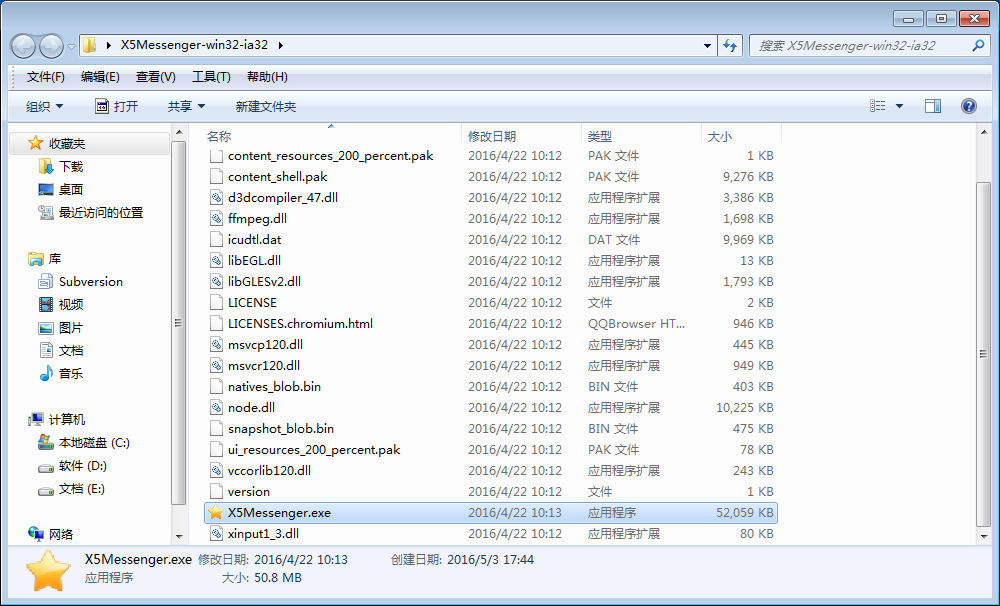 X5Messenger-win32-ia32
搜索 X5Messenger-win32-ia32
文件(F) 编辑(E) 查看(V) 工具(T) 帮助(H)
组织 打开 共享 新建文件夹
收藏夹
下载
桌面
最近访问的位置
库
Subversion
视频
图片
文档
音乐
计算机
本地磁盘 (C:)
软件 (D:)
文档 (E:)
网络
名称 修改日期 类型 大小
content_resources_200_percent.pak 2016/4/22 10:12 PAK 文件 1 KB
content_shell.pak 2016/4/22 10:12 PAK 文件 9,276 KB
d3dcompiler_47.dll 2016/4/22 10:12 应用程序扩展 3,386 KB
ffmpeg.dll 2016/4/22 10:12 应用程序扩展 1,698 KB
icudtl.dat 2016/4/22 10:12 DAT 文件 9,969 KB
libEGL.dll 2016/4/22 10:12 应用程序扩展 13 KB
libGLESv2.dll 2016/4/22 10:12 应用程序扩展 1,793 KB
LICENSE 2016/4/22 10:12 文件 2 KB
LICENSES.chromium.html 2016/4/22 10:12 QQBrowser HT... 946 KB
msvcp120.dll 2016/4/22 10:12 应用程序扩展 445 KB
msvcr120.dll 2016/4/22 10:12 应用程序扩展 949 KB
natives_blob.bin 2016/4/22 10:12 BIN 文件 403 KB
node.dll 2016/4/22 10:12 应用程序扩展 10,225 KB
snapshot_blob.bin 2016/4/22 10:12 BIN 文件 475 KB
ui_resources_200_percent.pak 2016/4/22 10:12 PAK 文件 78 KB
vccorlib120.dll 2016/4/22 10:12 应用程序扩展 243 KB
version 2016/4/22 10:12 文件 1 KB
X5Messenger.exe 2016/4/22 10:13 应用程序 52,059 KB
xinput1_3.dll 2016/4/22 10:12 应用程序扩展 80 KB
X5Messenger.exe 修改日期: 2016/4/22 10:13 创建日期: 2016/5/3 17:44
应用程序 大小: 50.8 MB